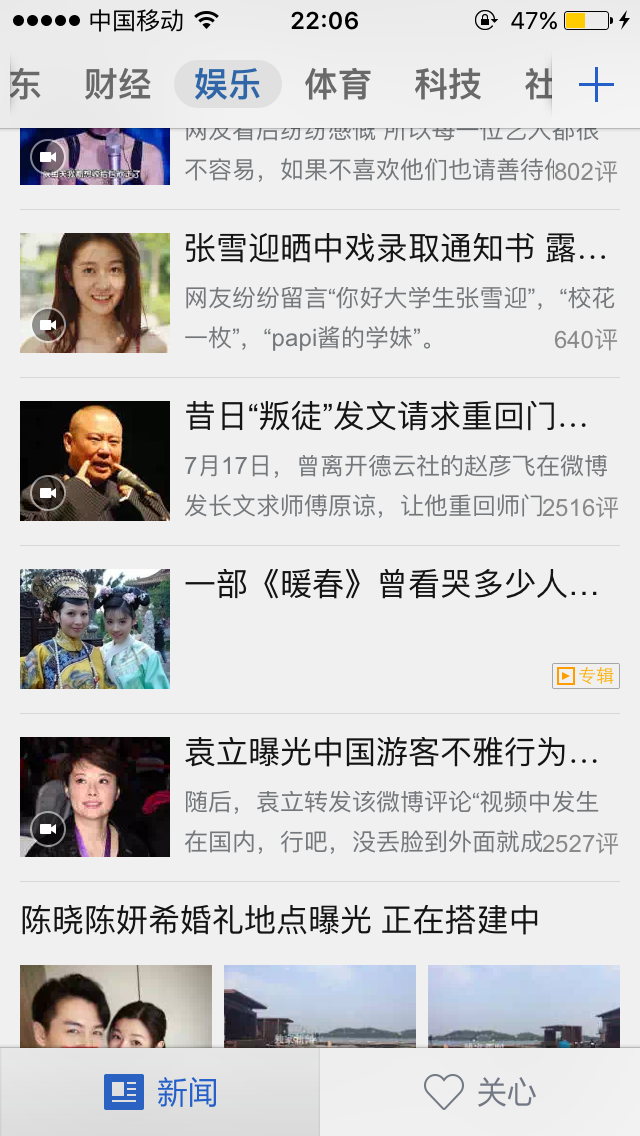 中国移动
22:06
47%
东
财经
娱乐
体育
科技
社
网友看后纷纷感慨 所以每一位艺人都很
不容易，如果不喜欢他们也请善待他802评
张雪迎晒中戏录取通知书 露…
网友纷纷留言“你好大学生张雪迎”，“校花
一枚”，“papi酱的学妹”。
640评
昔日“叛徒”发文请求重回门…
7月17日，曾离开德云社的赵彦飞在微博
发长文求师傅原谅，让他重回师门2516评
一部《暖春》曾看哭多少人…
专辑
袁立曝光中国游客不雅行为…
随后，袁立转发该微博评论“视频中发生
在国内，行吧，没丢脸到外面就成2527评
陈晓陈妍希婚礼地点曝光 正在搭建中
新闻
关心